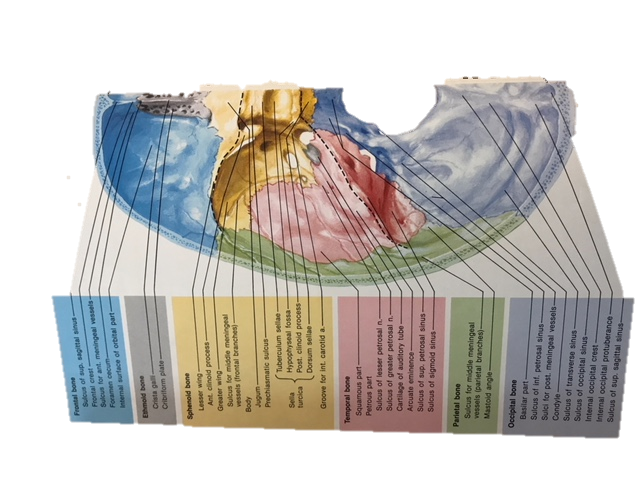 Frontal bone
Sulcus of sup. sagittal sinus
Frontal crest
Sulcus for ant. meningeal vessels
Foramen cecum
Internal surface of orbital part
Ethmoid bone
Crista galli
Cribriform plate
Sphenoid bone
Lesser wing
Ant. clinoid process
Greater wing
Sulcus for middle meningeal
vessels (frontal branches)
Body
Jugum
Prechiasmatic sulcus
Sella
turcica
Tuberculum sellae
Hypophyseal fossa
Post. clinoid process
Dorsum sellae
Groove for int. carotid a.
Temporal bone
Squamous part
Petrous part
Sulcus of lesser petrosal n.
Sulcus of greater petrosal n.
Cartilage of auditory tube
Arcuate eminence
Sulcus of sup. petrosal sinus
Sulcus of sigmoid sinus
Parietal bone
Sulcus for middle meningeal
vessels (parietal branches)
Mastoid angle
Occipital bone
Basilar part
Sulcus of inf. petrosal sinus
Sulci for post. meningeal vessels
Condyle
Sulcus of transverse sinus
Sulcus of occipital sinus
Internal occipital crest
Internal occipital protuberance
Sulcus of sup. sagittal sinus